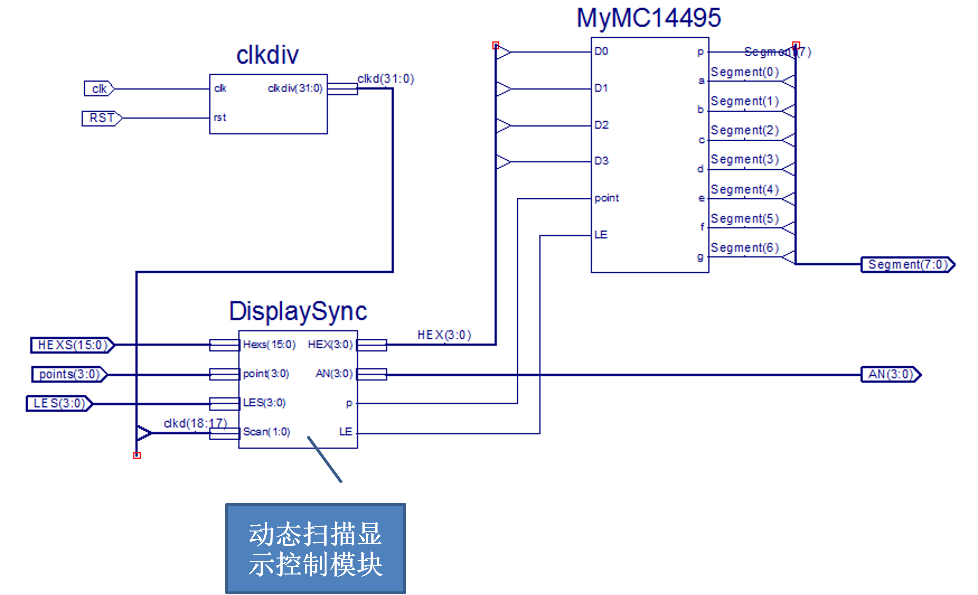 MyMC14495
clkdiv
clk
RST
clk
rst
clkdiv(31:0)
clkd(31:0)
D0
D1
D2
D3
point
LE
p
a
b
c
d
e
f
g
Segment(7)
Segment(0)
Segment(1)
Segment(2)
Segment(3)
Segment(4)
Segment(5)
Segment(6)
Segment(7:0)
DisplaySync
HEXS(15:0)
points(3:0)
LES(3:0)
clkd(18:17)
Hexs(15:0)
point(3:0)
LES(3:0)
Scan(1:0)
HEX(3:0)
AN(3:0)
p
LE
HEX(3:0)
AN(3:0)
动态扫描显
示控制模块